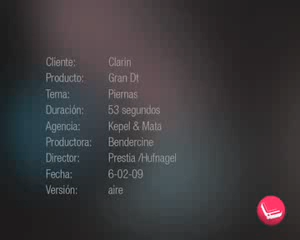 Cliente: Clarin
Producto: Gran Dt
Tema: Piernas
Duración: 53 segundos
Agencia: Kepel & Mata
Productora: Bendercine
Director: Prestia /Hufnagel
Fecha: 6-02-09
Versión: aire